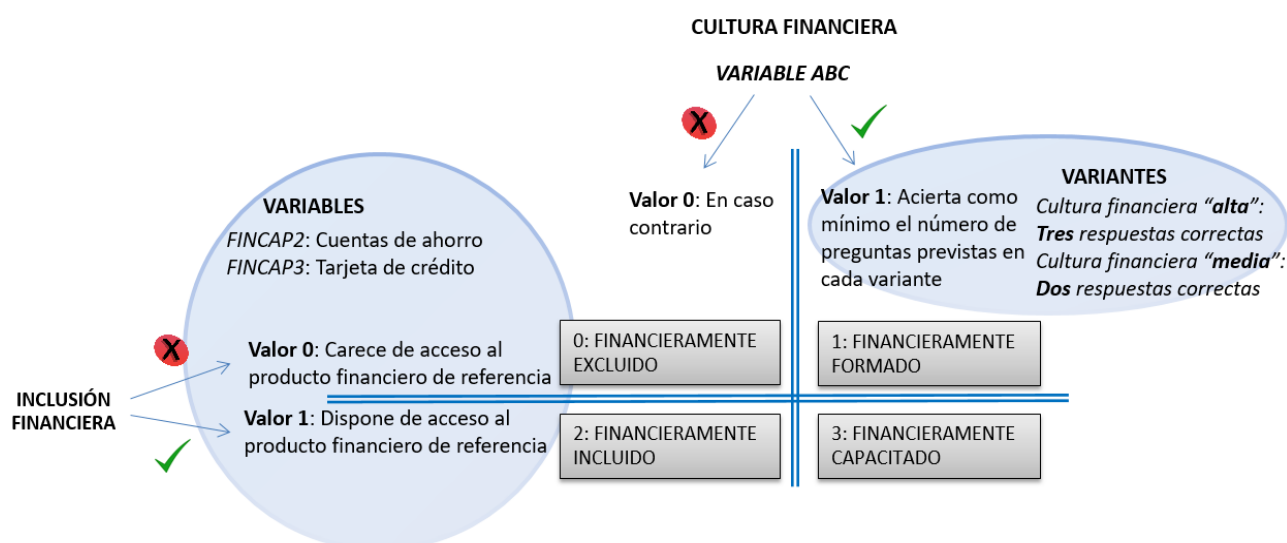 CULTURA FINANCIERA
VARIABLE ABC
X
Valor 0: En caso
contrario
Valor 1: Acierta como
mínimo el número de
preguntas previstas en
cada variante
VARIANTES
Cultura financiera “alta”:
Tres respuestas correctas
Cultura financiera “media”:
Dos respuestas correctas
VARIABLES
FINCAP2: Cuentas de ahorro
FINCAP3: Tarjeta de crédito
INCLUSIÓN
FINANCIERA
X
Valor 0: Carece de acceso al
producto financiero de referencia
Valor 1: Dispone de acceso al
producto financiero de referencia
0: FINANCIERAMENTE
EXCLUIDO
1: FINANCIERAMENTE
FORMADO
2: FINANCIERAMENTE
INCLUIDO
3: FINANCIERAMENTE
CAPACITADO